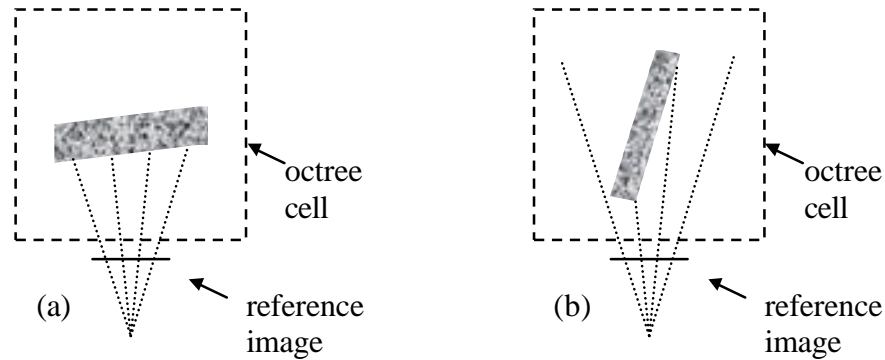 octree
cell
(a)
reference
image
octree
cell
(b)
reference
image